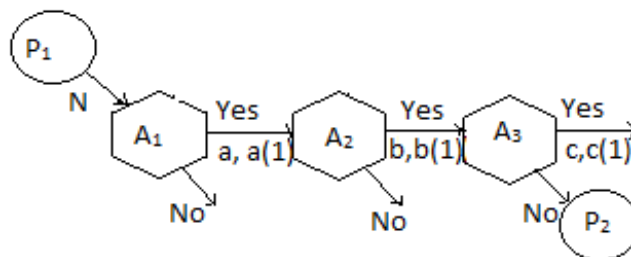 P₁
N
A₁
Yes
a, a(1)
No
A₂
Yes
b,b(1)
No
A₃
Yes
c,c(1)
No
P₂